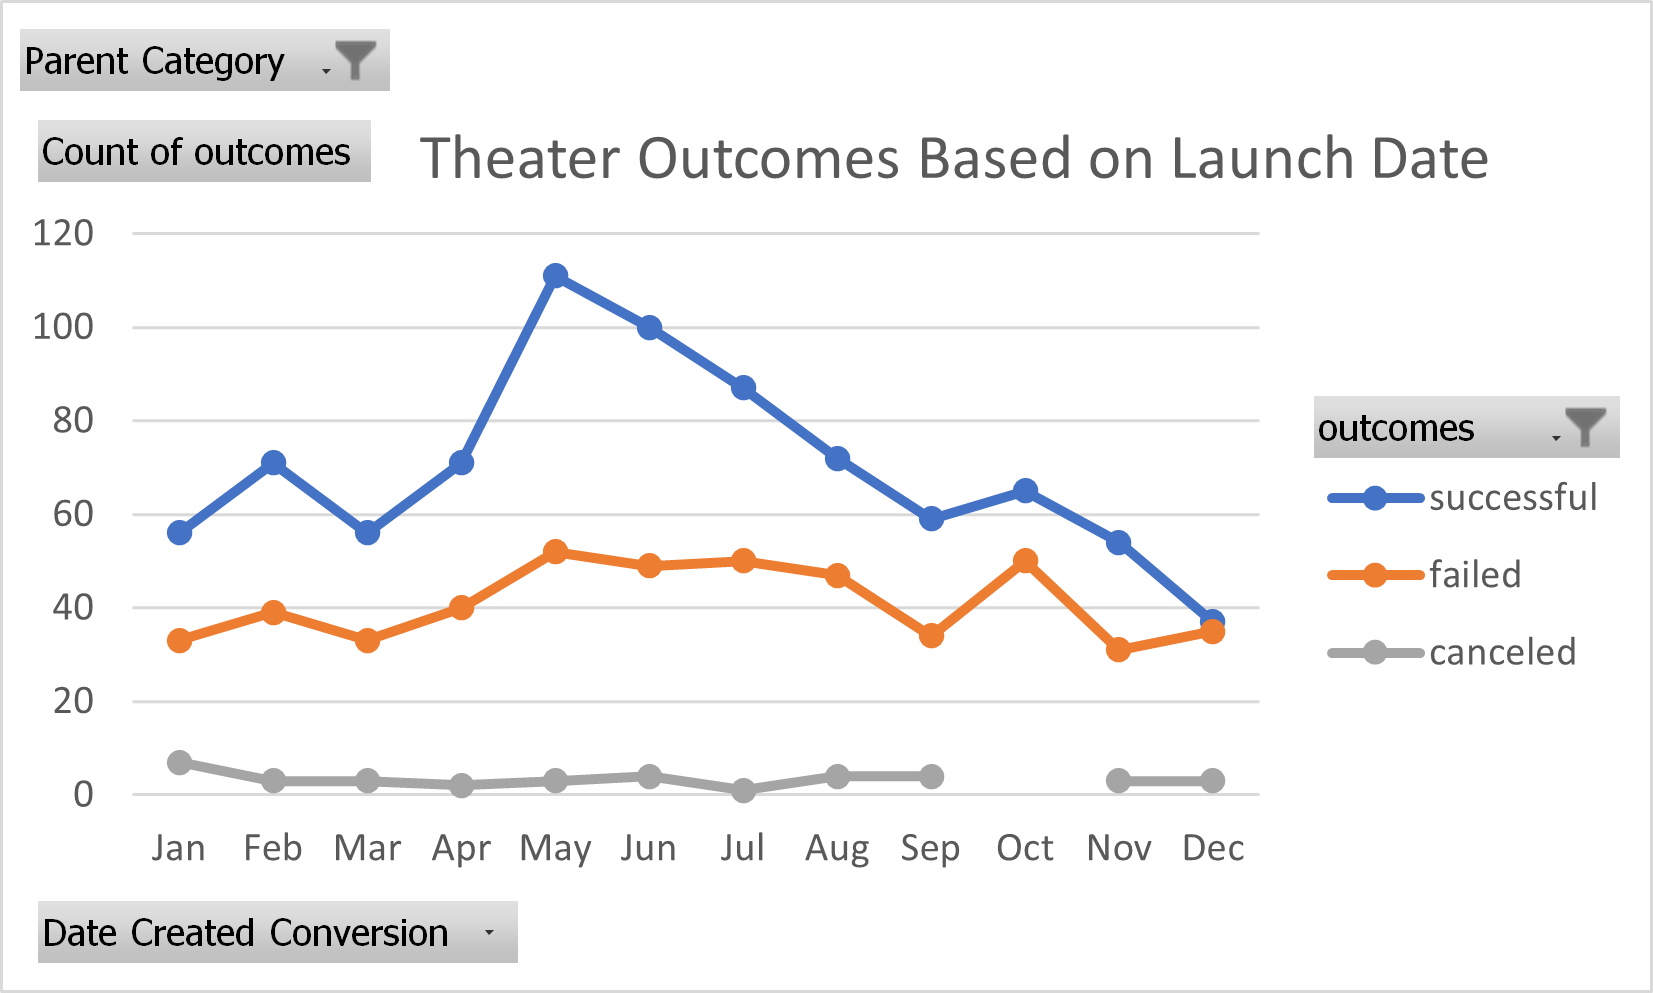 Parent Category
Count of outcomes
Theater Outcomes Based on Launch Date
120
100
80
60
40
20
0
Jan Feb Mar Apr May Jun Jul Aug Sep Oct Nov Dec
outcomes
successful
failed
canceled
Date Created Conversion